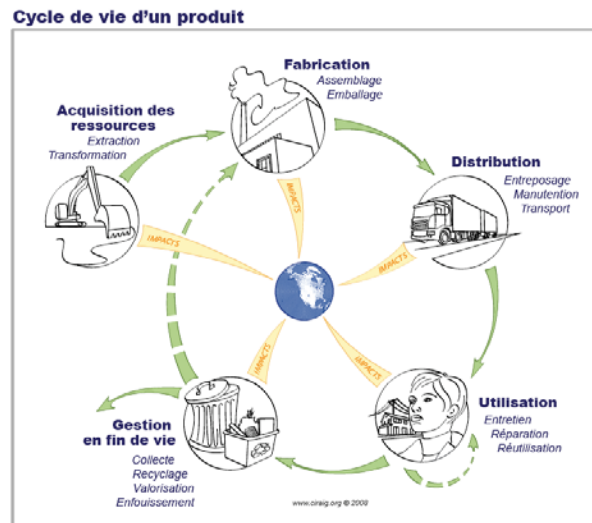 Cycle de vie d'un produit
Fabrication
Assemblage
Emballage
Acquisition des
ressources
Extraction
Transformation
Distribution
Entreposage
Manutention
Transport
IMPACTS
IMPACTS
IMPACTS
IMPACTS
IMPACTS
Utilisation
Entretien
Réparation
Réutilisation
Gestion
en fin de vie
Collecte
Recyclage
Valorisation
Enfouissement
www.ciraig.org © 2008